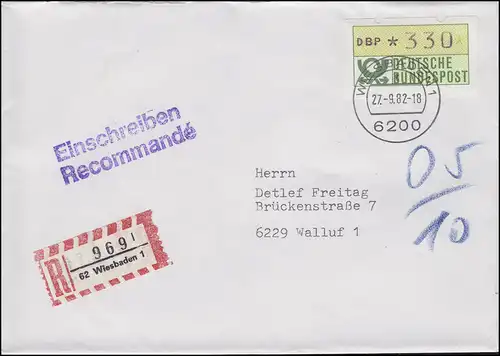 DBP * 330
DEUTSCHE
BUNDESPOST
27.-9.82-18
6200
Einschreiben
Recommandé
05
10
Herrn
Detlef Freitag
Brückenstraße 7
6229 Walluf 1
R
969
62 Wiesbaden 1